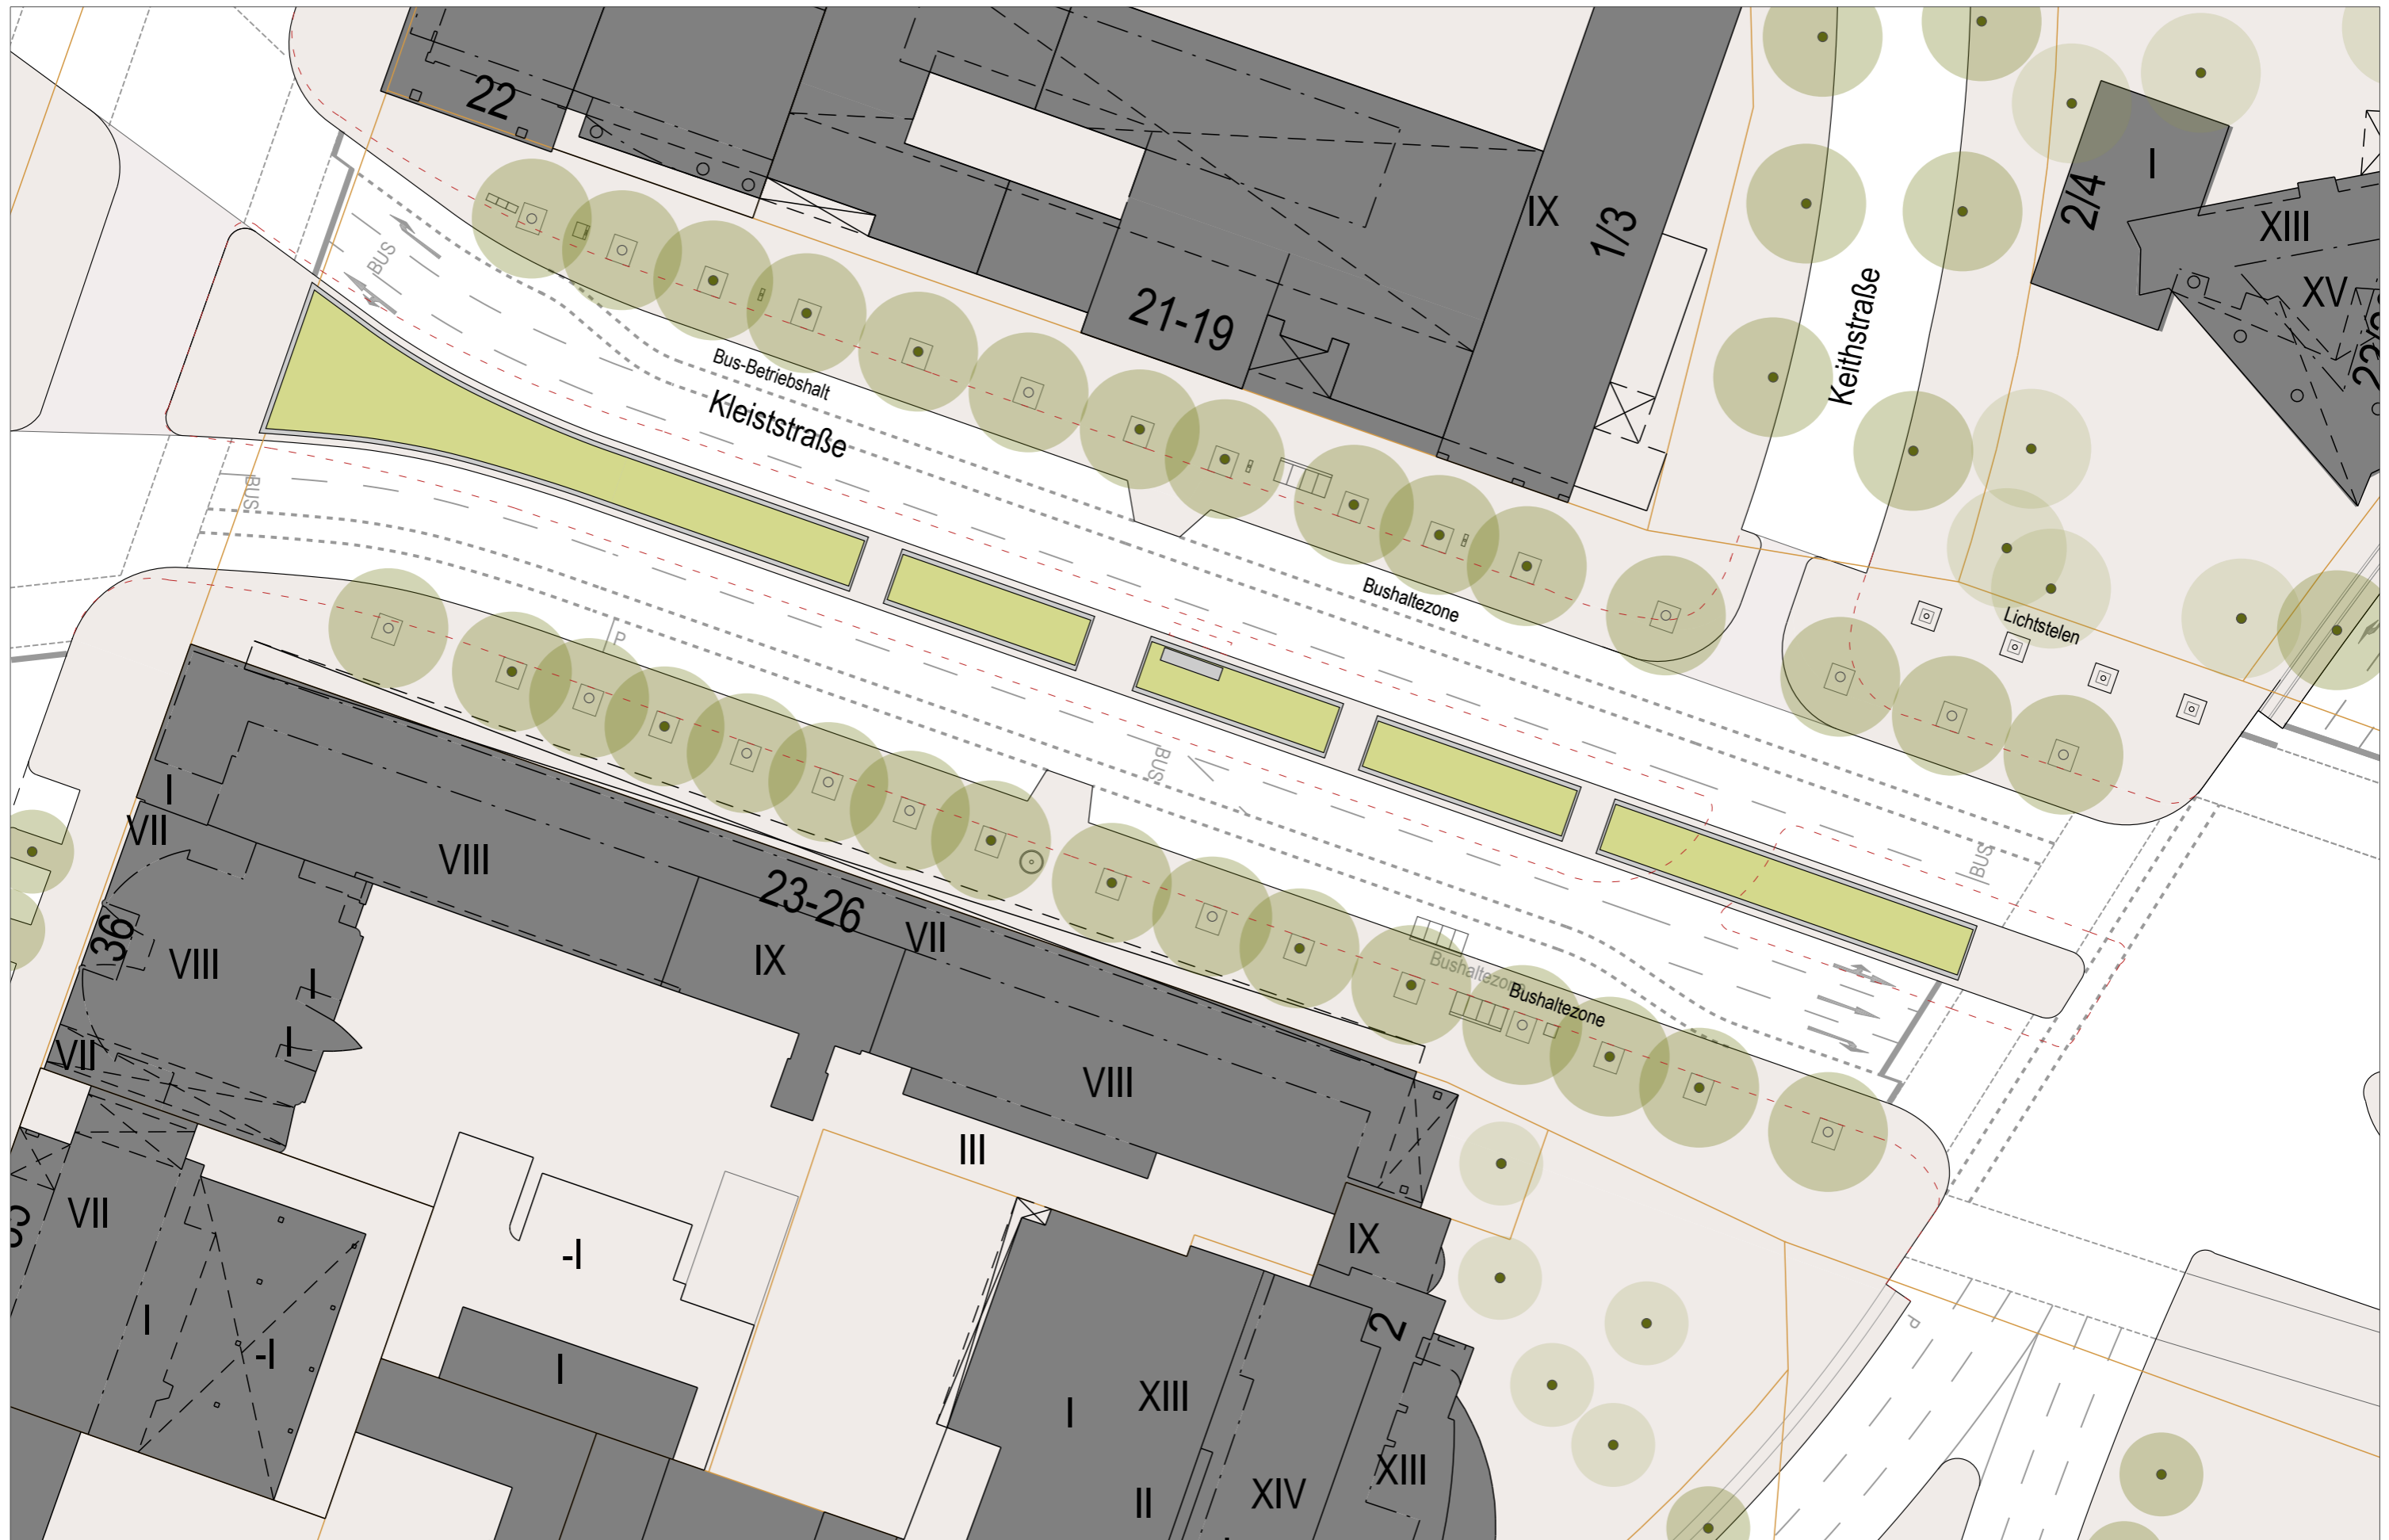 22
I
2/4
IX
1/3
XIII
BUS
XV
21-19
Keithstraße
Bus-Betriebshalt
Kleiststraße
BUS
Bushaltezone
Lichtstelen
P
BUS
I
VII
VIII
BUS
23-26
VII
36
VIII
IX
Bushaltezone
Bushaltezone
I
I
VII
VIII
III
VII
-I
IX
I
-I
2
P
I
I
XIII
XIII
II
XIV